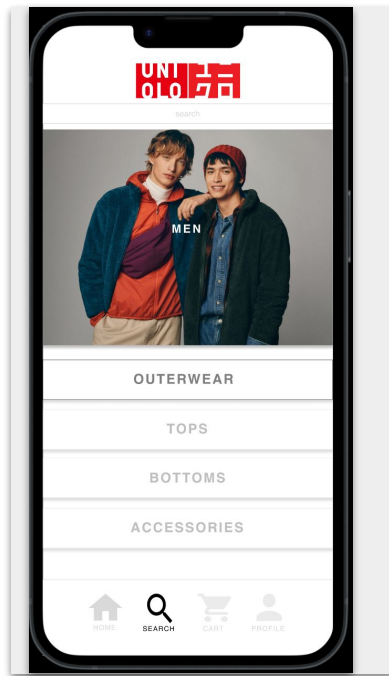 UNI
QLO
search
MEN
OUTERWEAR
TOPS
BOTTOMS
ACCESSORIES
HOME SEARCH CART PROFILE